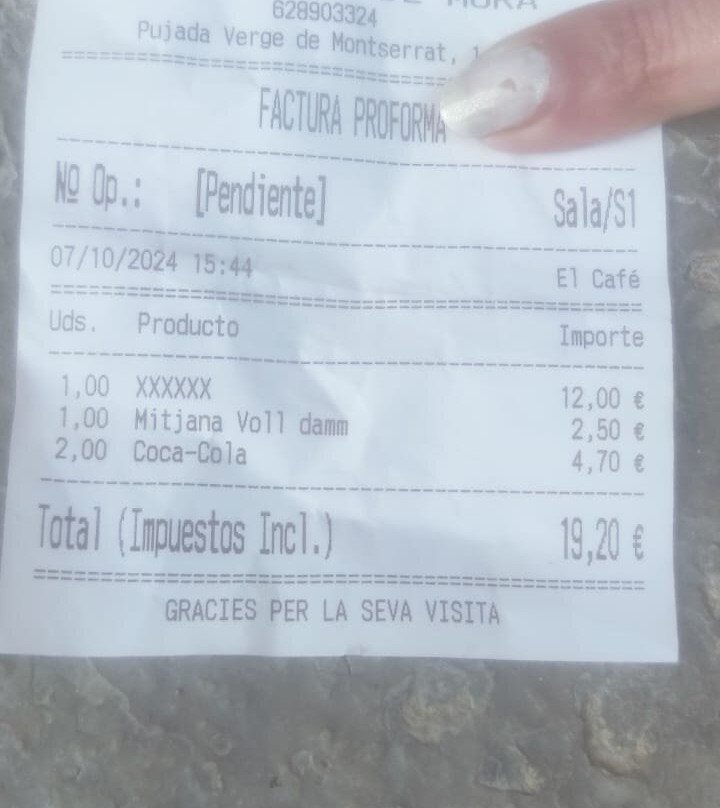 MURA
628903324
Pujada Verge de Montserrat,
FACTURA PROFORMA
Nº Op.: [Pendiente] Sala/S1
07/10/2024 15:44 El Café
Uds. Producto Importe
1,00 XXXXXX 12,00 €
1,00 Mitjana Voll damm 2,50 €
2,00 Coca-Cola 4,70 €
Total (Impuestos Incl.) 19,20 €
GRACIES PER LA SEVA VISITA